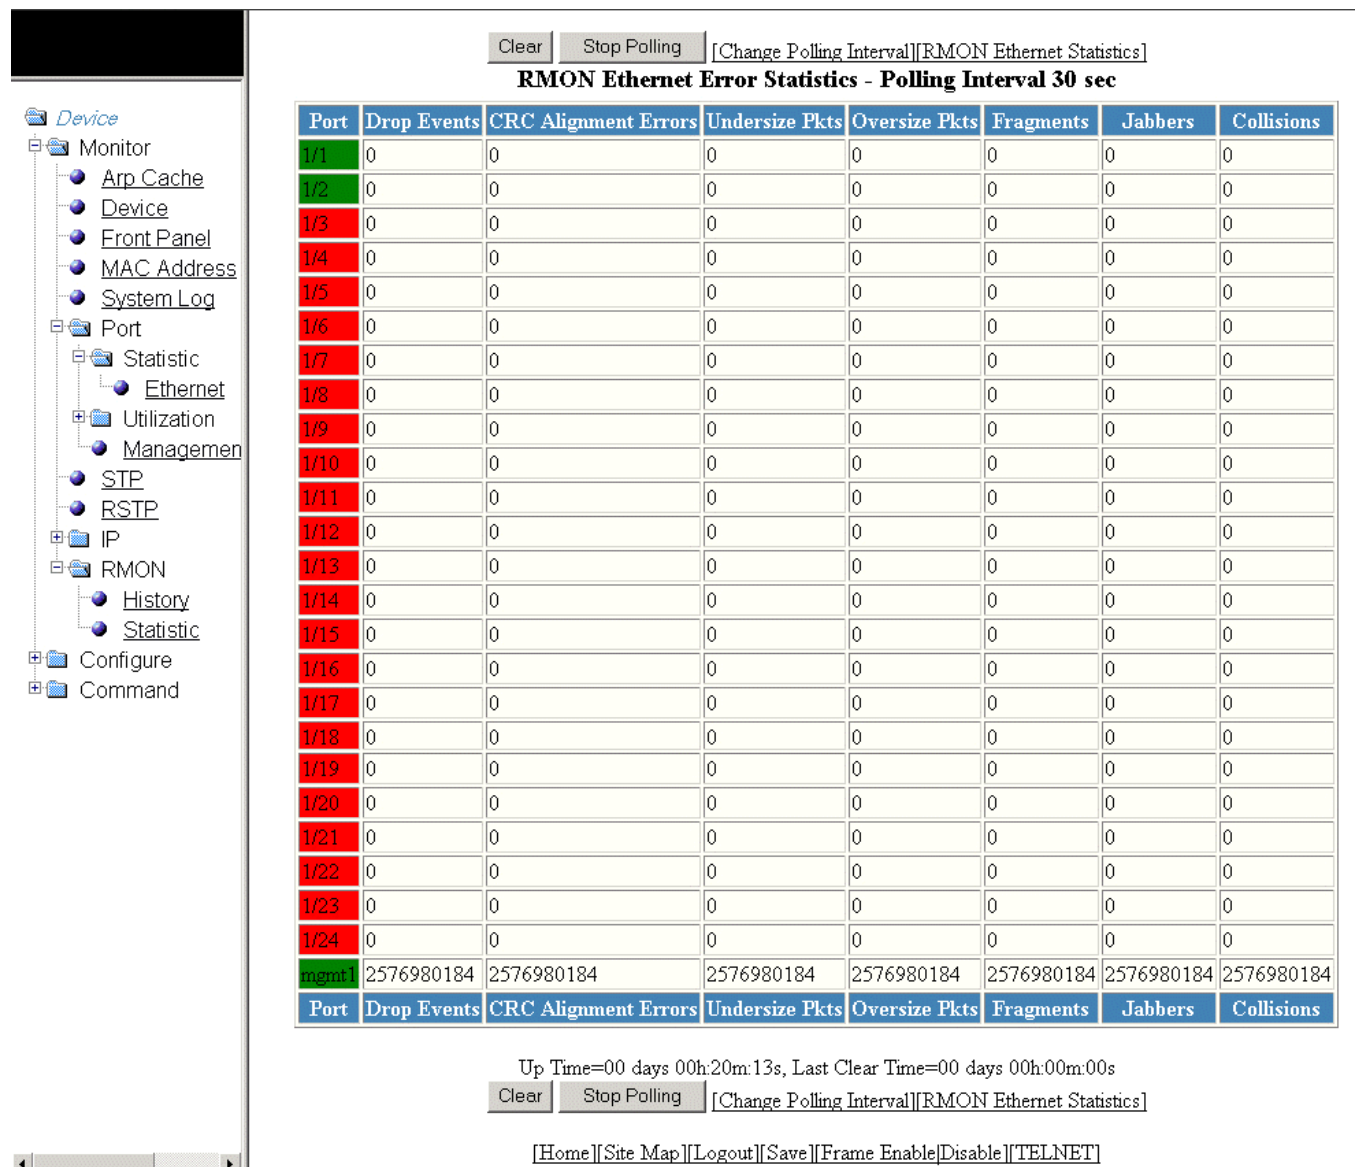 Device
Monitor
Arp Cache
Device
Front Panel
MAC Address
System Log
Port
Statistic
Ethernet
Utilization
Managemen
STP
RSTP
IP
RMON
History
Statistic
Configure
Command
Clear Stop Polling [Change Polling Interval][RMON Ethernet Statistics]
RMON Ethernet Error Statistics - Polling Interval 30 sec
Port Drop Events CRC Alignment Errors Undersize Pkts Oversize Pkts Fragments Jabbers Collisions
1/1 0 0 0 0 0 0 0
1/2 0 0 0 0 0 0 0
1/3 0 0 0 0 0 0 0
1/4 0 0 0 0 0 0 0
1/5 0 0 0 0 0 0 0
1/6 0 0 0 0 0 0 0
1/7 0 0 0 0 0 0 0
1/8 0 0 0 0 0 0 0
1/9 0 0 0 0 0 0 0
1/10 0 0 0 0 0 0 0
1/11 0 0 0 0 0 0 0
1/12 0 0 0 0 0 0 0
1/13 0 0 0 0 0 0 0
1/14 0 0 0 0 0 0 0
1/15 0 0 0 0 0 0 0
1/16 0 0 0 0 0 0 0
1/17 0 0 0 0 0 0 0
1/18 0 0 0 0 0 0 0
1/19 0 0 0 0 0 0 0
1/20 0 0 0 0 0 0 0
1/21 0 0 0 0 0 0 0
1/22 0 0 0 0 0 0 0
1/23 0 0 0 0 0 0 0
1/24 0 0 0 0 0 0 0
mgmt1 2576980184 2576980184 2576980184 2576980184 2576980184 2576980184 2576980184
Port Drop Events CRC Alignment Errors Undersize Pkts Oversize Pkts Fragments Jabbers Collisions
Up Time=00 days 00h:20m:13s, Last Clear Time=00 days 00h:00m:00s
Clear Stop Polling [Change Polling Interval][RMON Ethernet Statistics]
[Home][Site Map][Logout][Save][Frame Enable|Disable][TELNET]